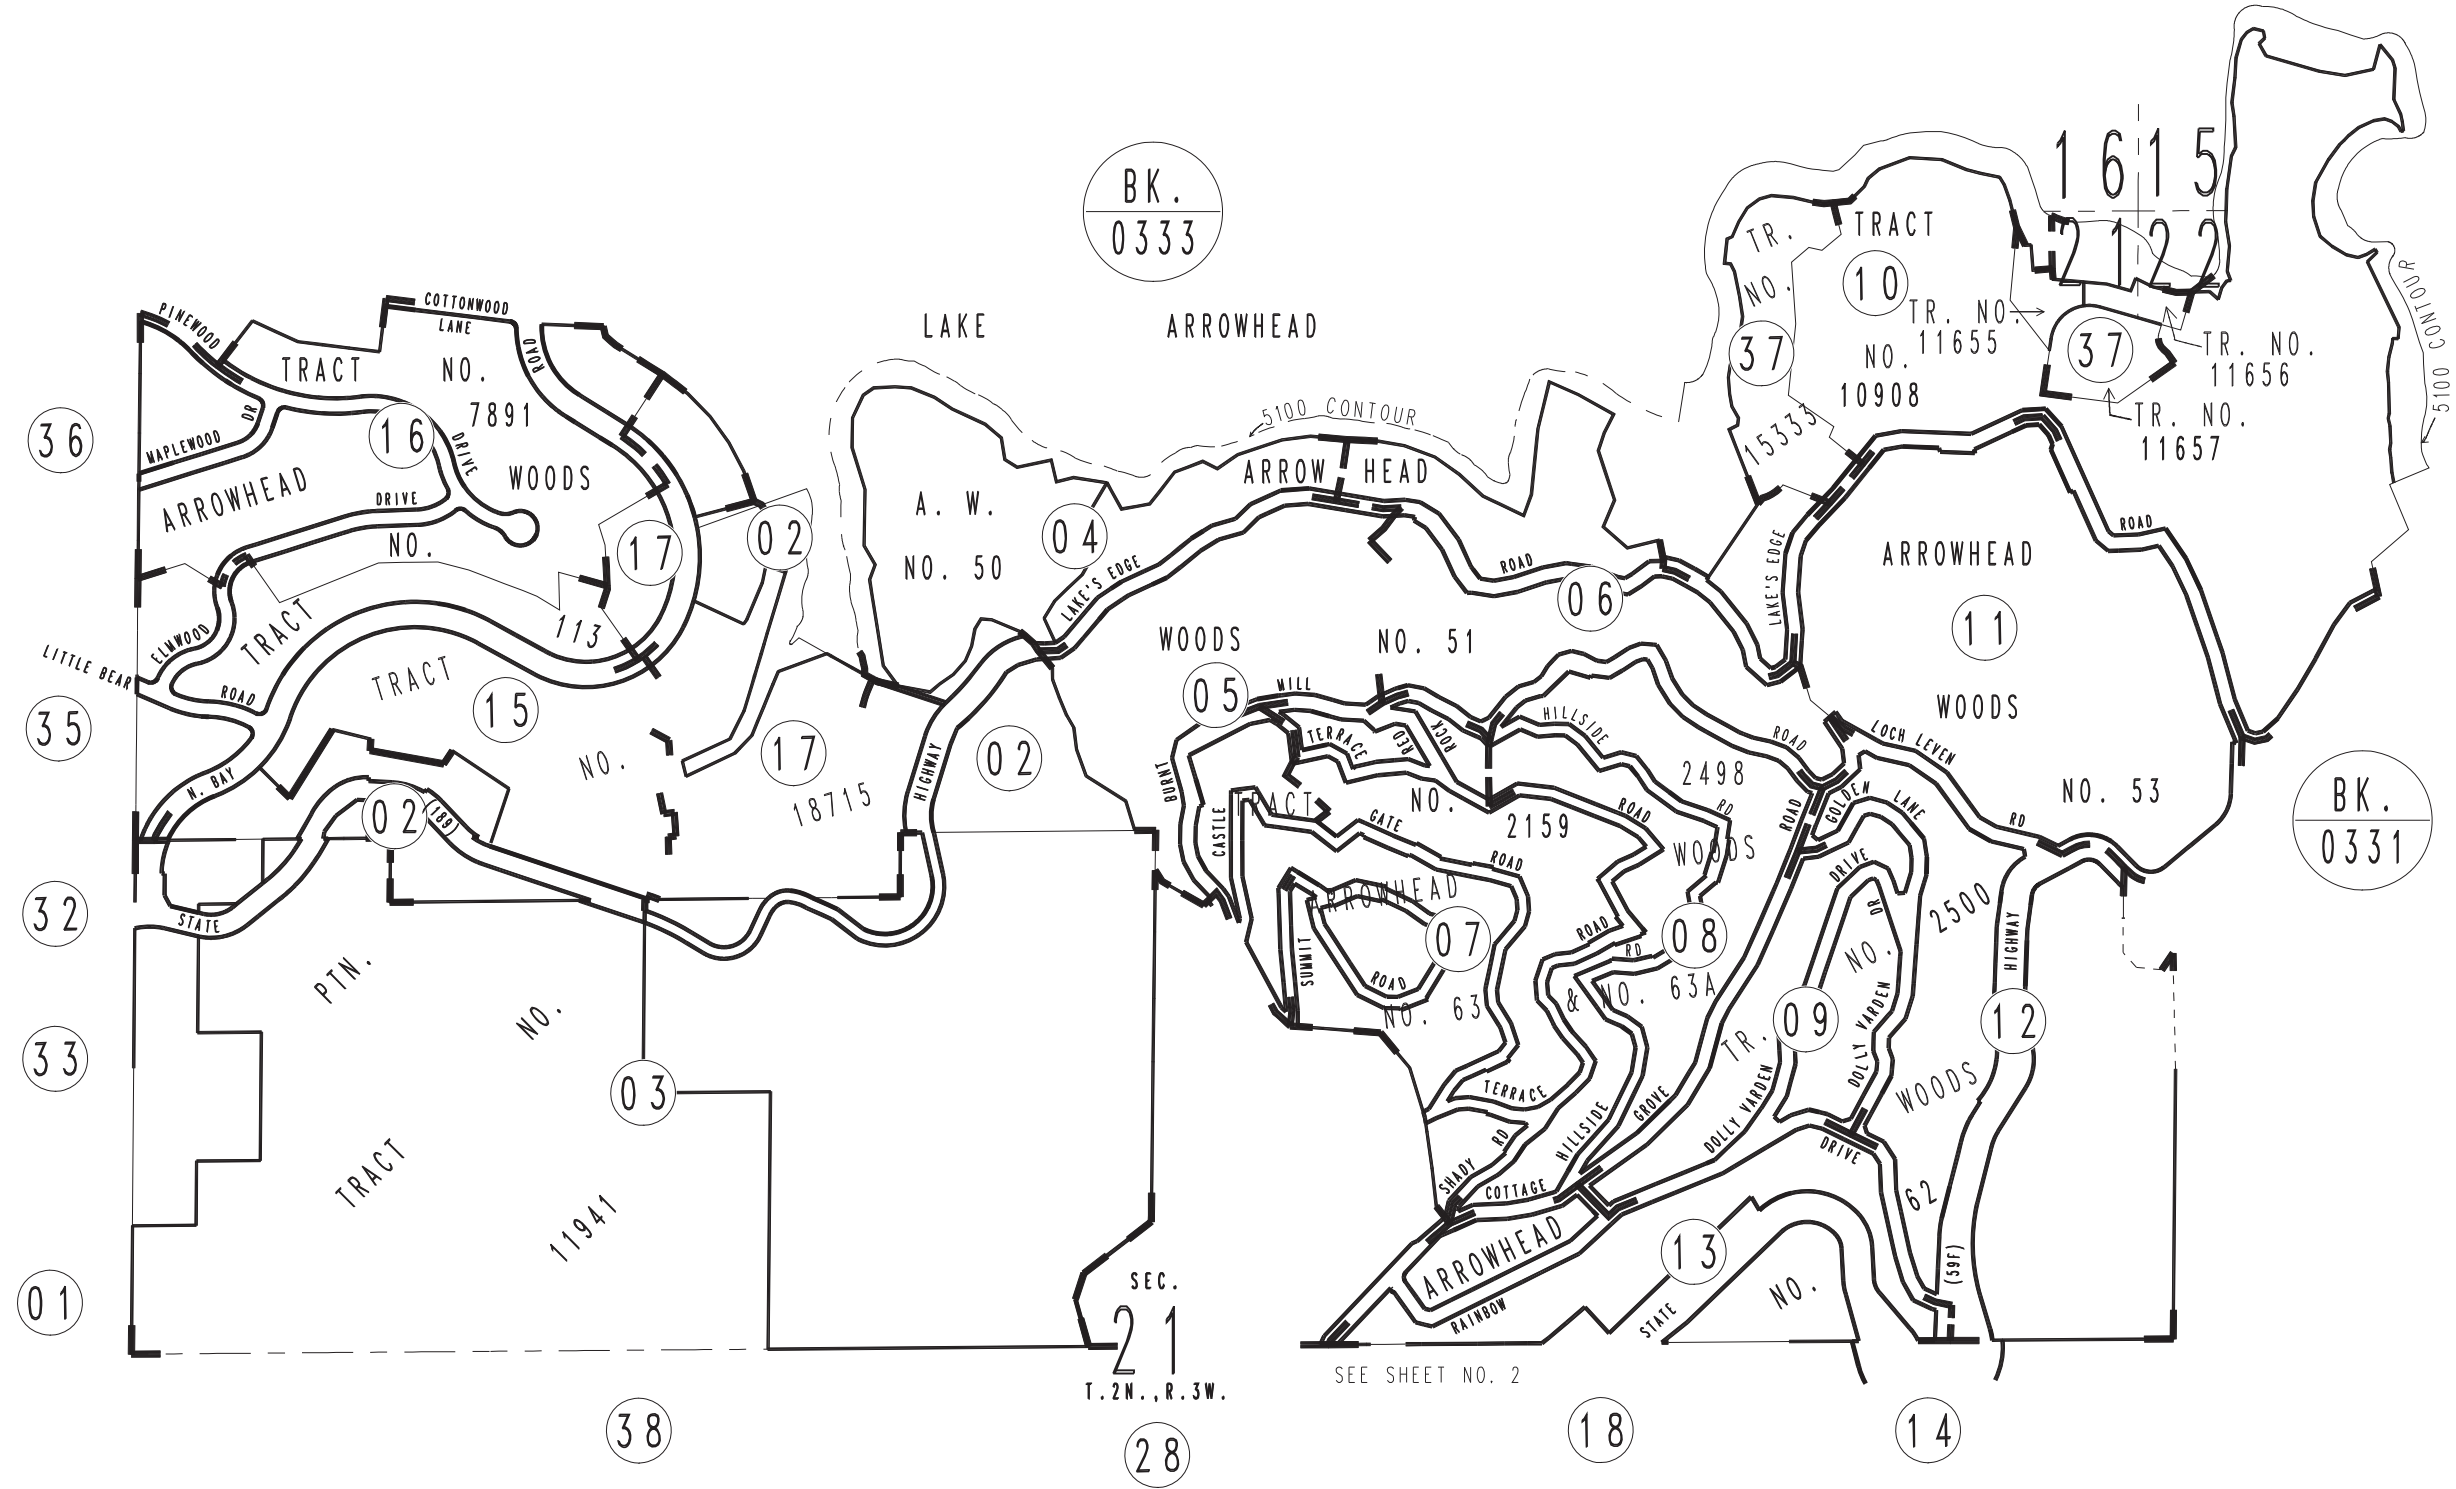 BK.
0333
16 15
21 22
TR.
NO.
15333
TRACT
10
NO.
10908
TR. NO.
11655
37
37
TR. NO.
11656
TR. NO.
11657
5100 CONTOUR
5100
PINEWOOD
COTTONWOOD
LANE
ROAD
TRACT NO.
7891
LAKE ARROWHEAD
36
MAPLEWOOD
DR
16
DRIVE
WOODS
ARROWHEAD
DRIVE
NO.
113
17
02
A. W.
NO. 50
04
5100 CONTOUR
ARROW HEAD
LAKE'S EDGE
ROAD
06
LAKE'S EDGE
ROAD
ARROWHEAD
11
WOODS
NO. 53
WOODS
NO. 51
LITTLE BEAR
ELMWOOD
ROAD
TRACT
TRACT
15
NO.
18715
17
35
N. BAY
02
(189)
HIGHWAY
02
05
MILL
BURNT
CASTLE
TERRACE
RED
ROCK
HILLSIDE
ROAD
2498
LOCH LEVEN
RD
BK.
0331
TRACT NO.
2159
GATE
ROAD
ROAD
RD
WOODS
ROAD
GOLDEN
LANE
DRIVE
DR
2500
32
STATE
ARROWHEAD
07
SUMMIT
ROAD
NO. 63
& NO. 63A
ROAD
RD
08
NO.
HIGHWAY
PTN.
NO.
33
03
TR.
09
DOLLY VARDEN
12
WOODS
TERRACE
HILLSIDE
GROVE
DOLLY VARDEN
DRIVE
RD
SHADY
COTTAGE
62
TRACT
11941
01
ARROWHEAD
RAINBOW
13
STATE
NO.
(59F)
SEC.
21
T.2N.,R.3W.
SEE SHEET NO. 2
38
28
18
14